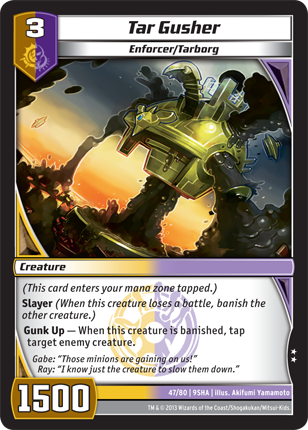 3
Tar Gusher
Enforcer/Tarborg
Creature
(This card enters your mana zone tapped.)
Slayer (When this creature loses a battle, banish the
other creature.)
Gunk Up — When this creature is banished, tap
target enemy creature.
Gabe: “Those minions are gaining on us!”
Ray: “I know just the creature to slow them down.”
1500
47/80 | 9SHA | illus. Akifumi Yamamoto
TM & © 2013 Wizards of the Coast/Shogakukan/Mitsui-Kids.